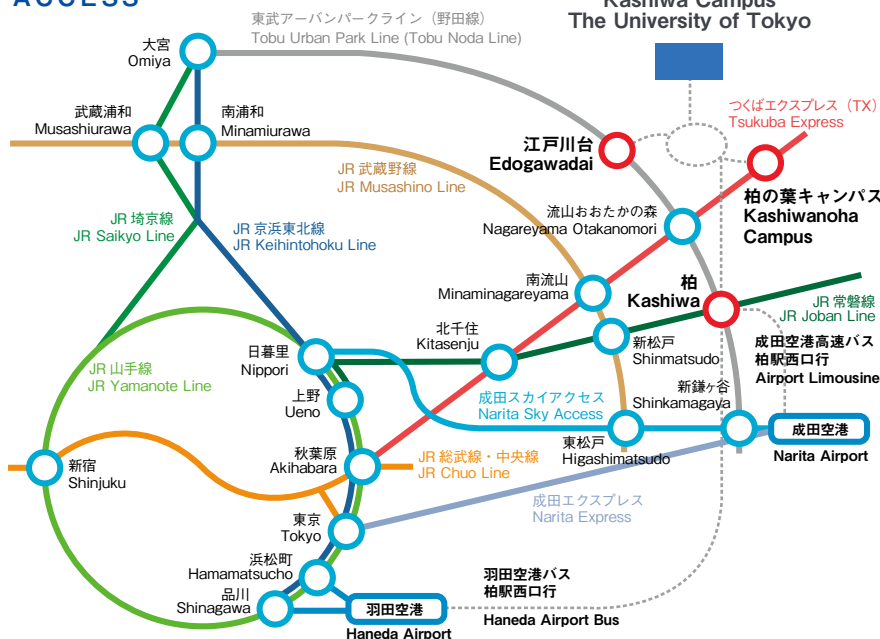 ACCESS
Kashiwa Campus
The University of Tokyo
東武アーバンパークライン（野田線）
Tobu Urban Park Line (Tobu Noda Line)
大宮
Omiya
武蔵浦和
Musashiurawa
南浦和
Minamiurawa
つくばエクスプレス（TX）
Tsukuba Express
江戸川台
Edogawadai
JR 武蔵野線
JR Musashino Line
柏の葉キャンパス
Kashiwanoha
Campus
JR 埼京線
JR Saikyo Line
JR 京浜東北線
JR Keihintohoku Line
流山おおたかの森
Nagareyama Otakanomori
南流山
Minaminagareyama
柏
Kashiwa
JR 常磐線
JR Joban Line
北千住
Kitasenju
日暮里
Nippori
新松戸
Shinmatsudo
成田空港高速バス
柏駅西口行
Airport Limousine
JR 山手線
JR Yamanote Line
上野
Ueno
成田スカイアクセス
Narita Sky Access
新鎌ヶ谷
Shinkamagaya
成田空港
Narita Airport
東松戸
Higashimatsudo
秋葉原
Akihabara
JR 総武線・中央線
JR Chuo Line
新宿
Shinjuku
成田エクスプレス
Narita Express
東京
Tokyo
浜松町
Hamamatsucho
品川
Shinagawa
羽田空港
Haneda Airport
羽田空港バス
柏駅西口行
Haneda Airport Bus